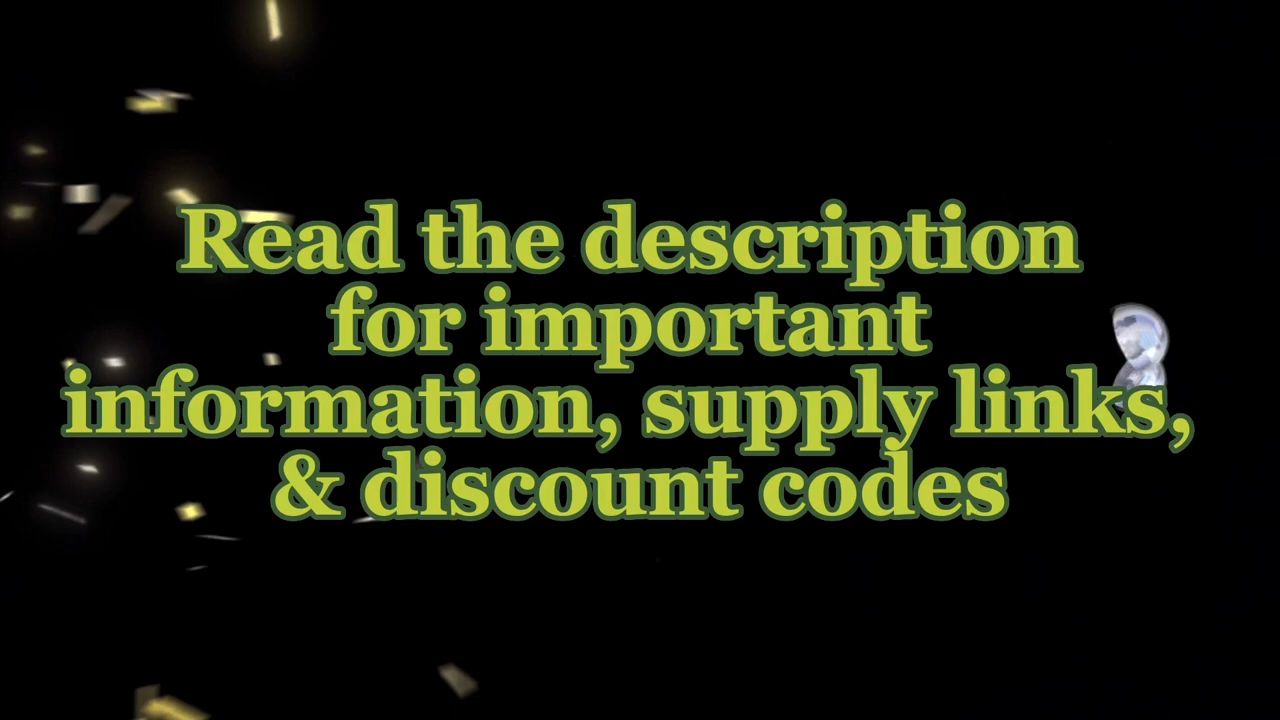 Read the description
for important
information, supply links,
& discount codes